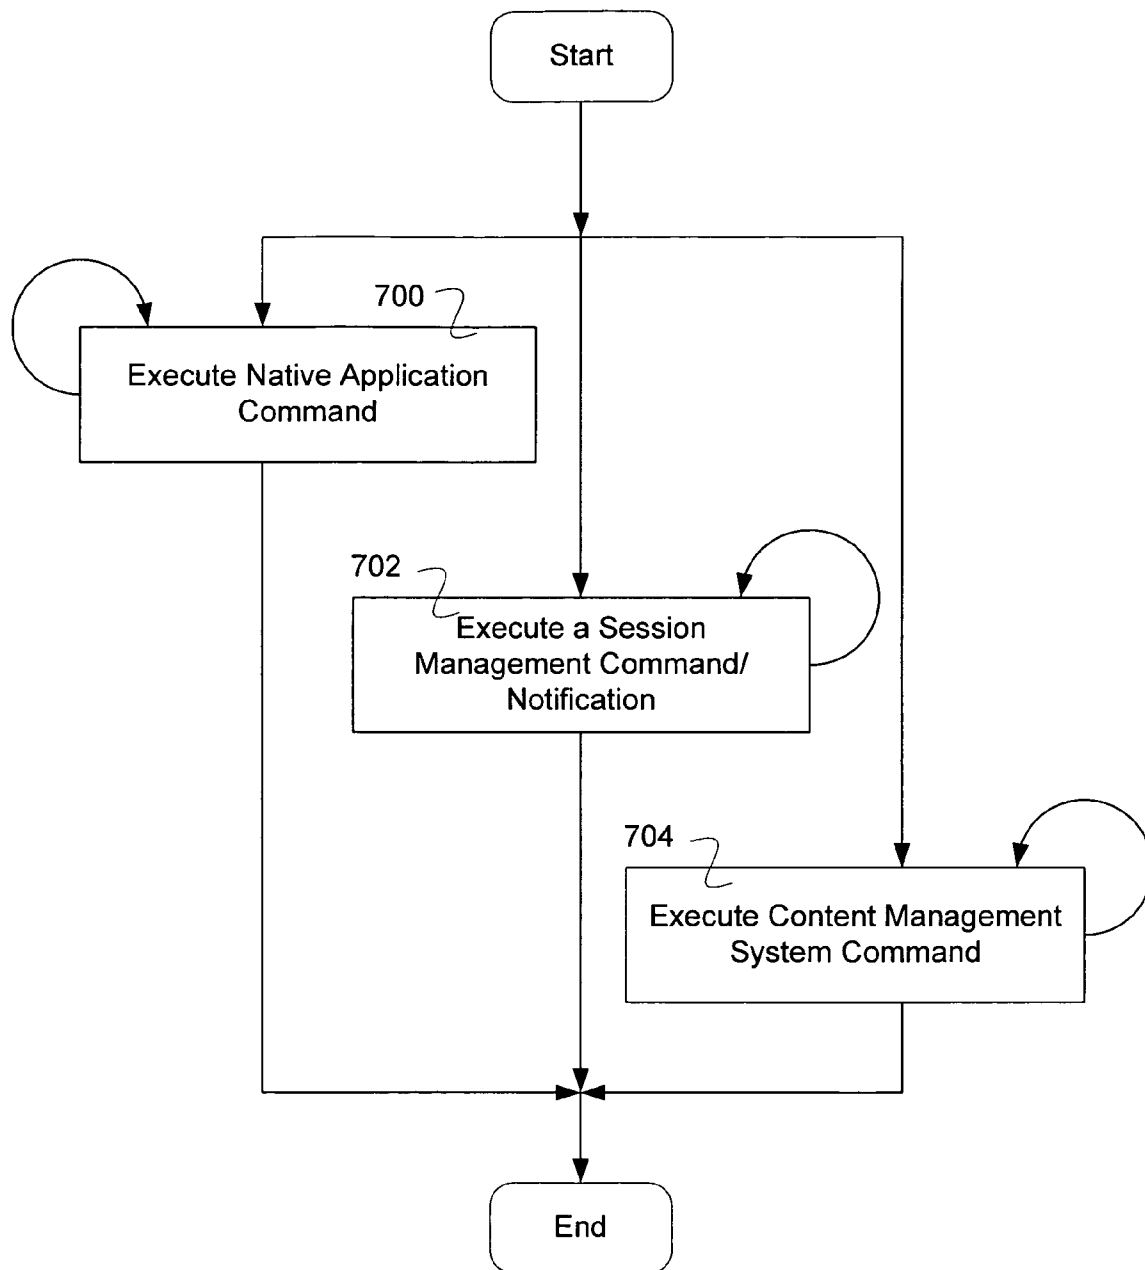 Start
700
Execute Native Application
Command
702
Execute a Session
Management Command/
Notification
704
Execute Content Management
System Command
End